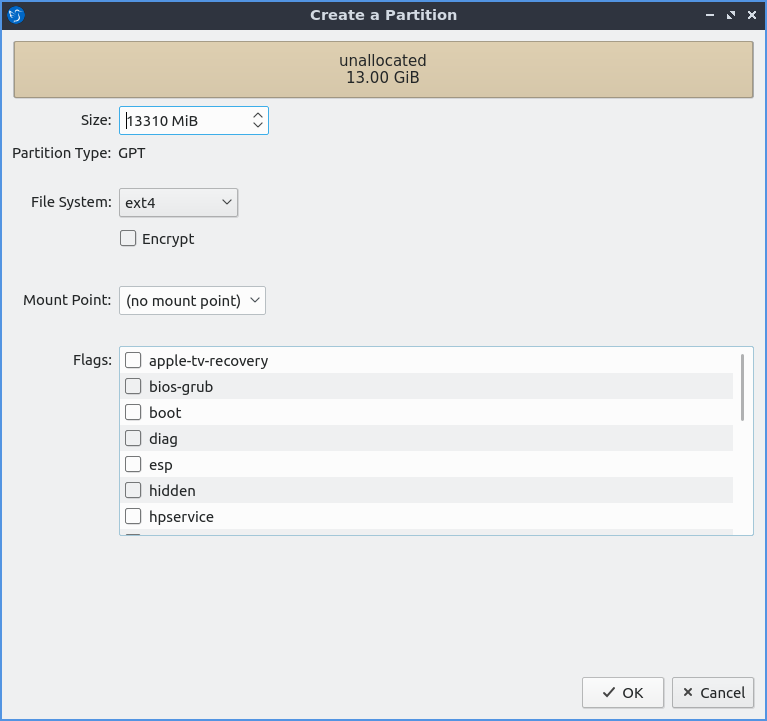 Create a Partition
unallocated
13.00 GiB
Size: 13310 MiB
Partition Type: GPT
File System: ext4
Encrypt
Mount Point: (no mount point)
Flags: apple-tv-recovery
bios-grub
boot
diag
esp
hidden
hpservice
OK Cancel